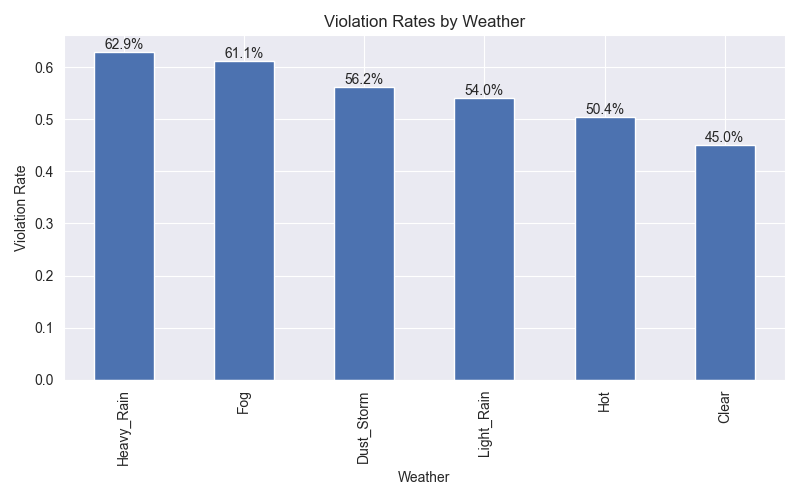 Violation Rates by Weather
62.9%
61.1%
56.2%
54.0%
50.4%
45.0%
0.6
0.5
0.4
0.3
0.2
0.1
0.0
Violation Rate
Heavy_Rain
Fog
Dust_Storm
Light_Rain
Hot
Clear
Weather